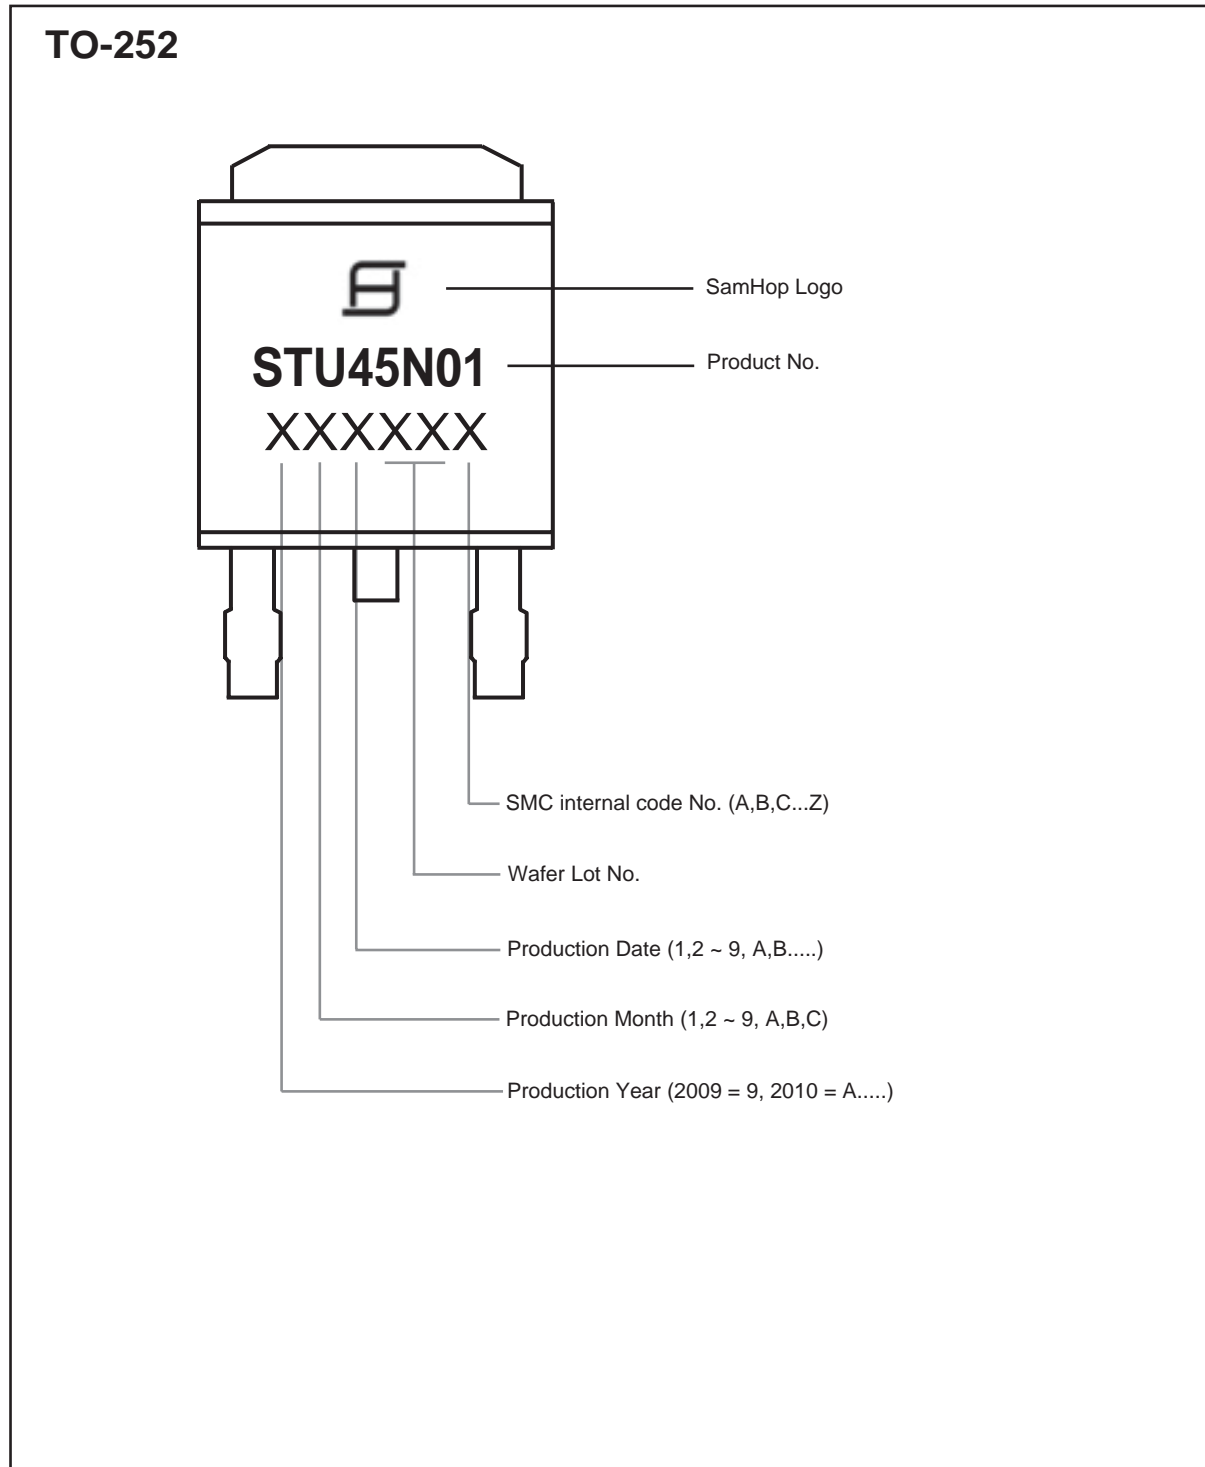 TO-252
SamHop Logo
STU45N01
Product No.
XXXXXX
SMC internal code No. (A,B,C...Z)
Wafer Lot No.
Production Date (1,2 ~ 9, A,B.....)
Production Month (1,2 ~ 9, A,B,C)
Production Year (2009 = 9, 2010 = A.....)